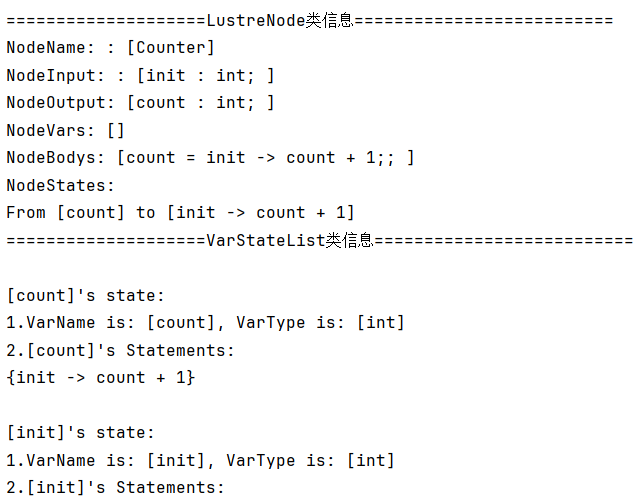 ====================LustreNode类信息==========================
NodeName: : [Counter]
NodeInput: : [init : int; ]
NodeOutput: [count : int; ]
NodeVars: []
NodeBodys: [count = init -> count + 1;; ]
NodeStates:
From [count] to [init -> count + 1]
====================VarStateList类信息==========================
[count]'s state:
1.VarName is: [count], VarType is: [int]
2.[count]'s Statements:
{init -> count + 1}
[init]'s state:
1.VarName is: [init], VarType is: [int]
2.[init]'s Statements: